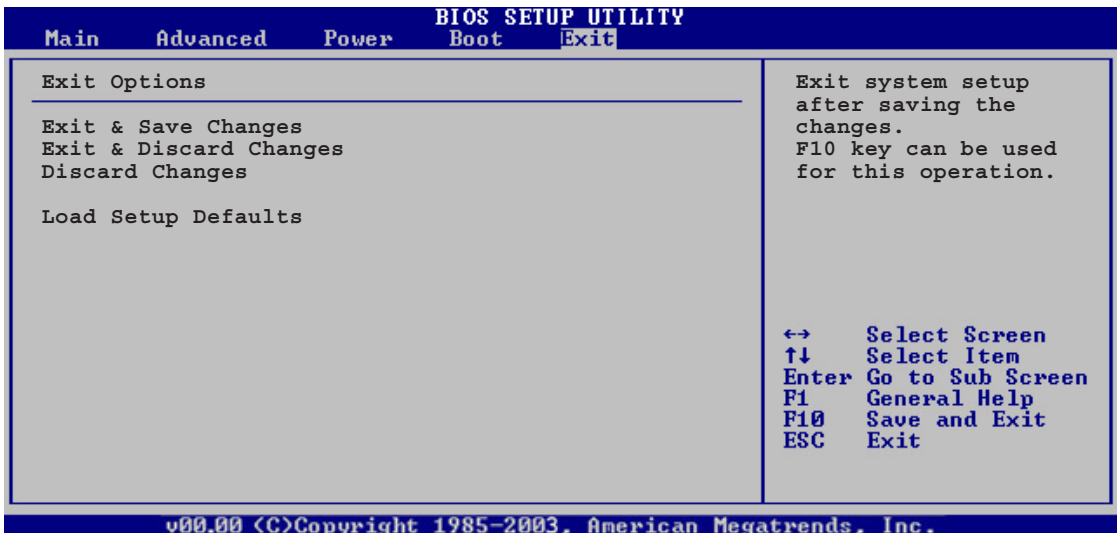 BIOS SETUP UTILITY
Main Advanced Power Boot Exit
Exit Options
Exit & Save Changes
Exit & Discard Changes
Discard Changes
Load Setup Defaults
Exit system setup
after saving the
changes.
F10 key can be used
for this operation.
←→ Select Screen
↑↓ Select Item
Enter Go to Sub Screen
F1 General Help
F10 Save and Exit
ESC Exit
v00.00 (C)Copyright 1985-2003, American Megatrends, Inc.